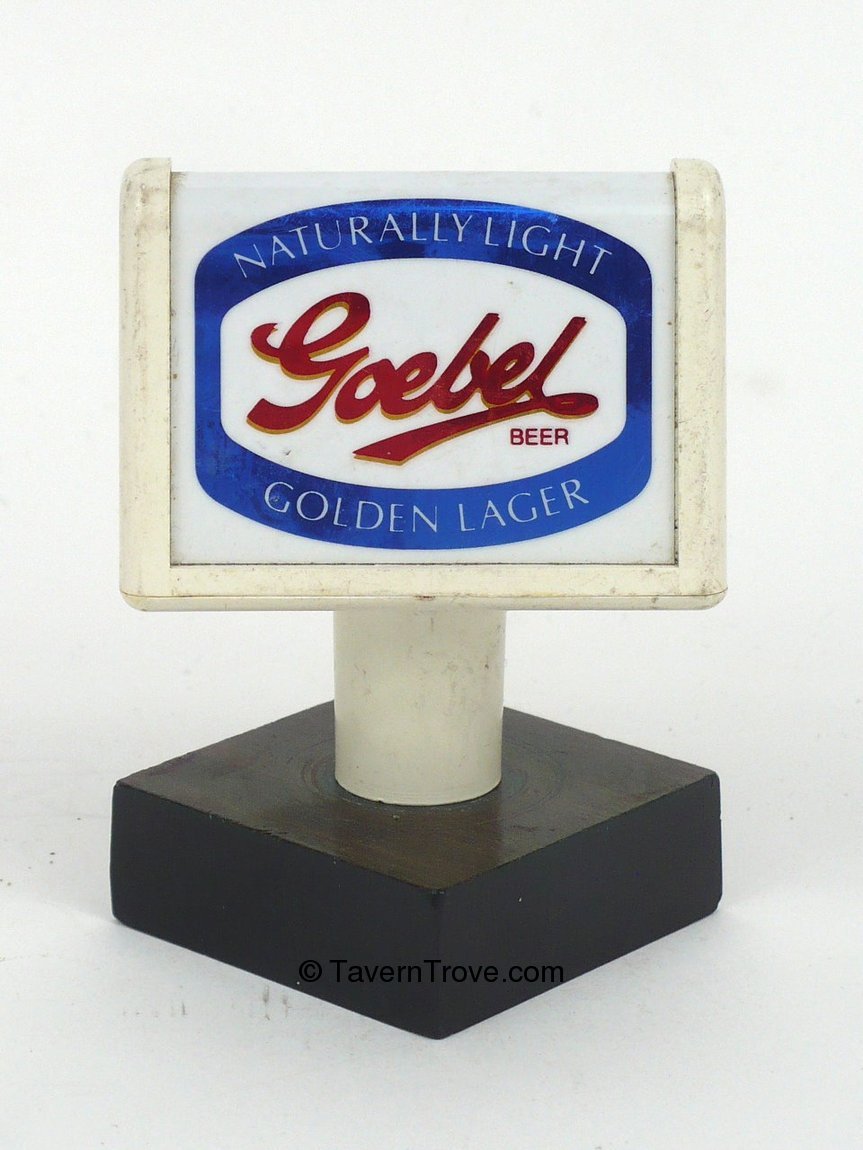 NATURALLY LIGHT
Goebel
BEER
GOLDEN LAGER
© TavernTrove.com